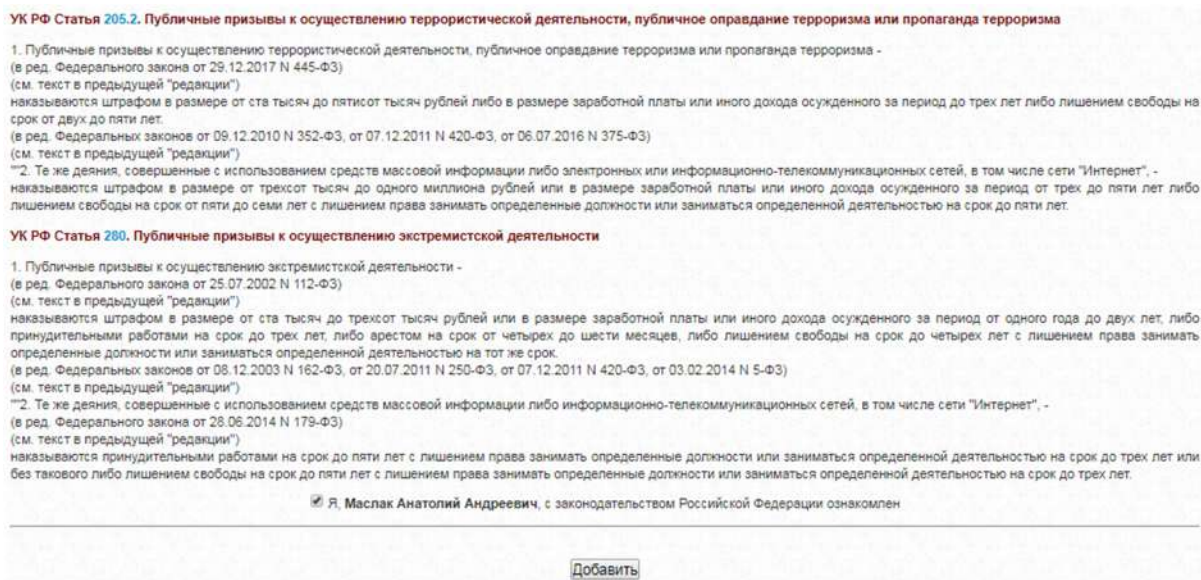 УК РФ Статья 205.2. Публичные призывы к осуществлению террористической деятельности, публичное оправдание терроризма или пропаганда терроризма
1. Публичные призывы к осуществлению террористической деятельности, публичное оправдание терроризма или пропаганда терроризма -
(в ред. Федерального закона от 29.12.2017 N 445-ФЗ)
(см. текст в предыдущей "редакции")
наказываются штрафом в размере от ста тысяч до пятисот тысяч рублей либо в размере заработной платы или иного дохода осужденного за период до трех лет либо лишением свободы на
срок от двух до пяти лет.
(в ред. Федеральных законов от 09.12.2010 N 352-ФЗ, от 07.12.2011 N 420-ФЗ, от 06.07.2016 N 375-ФЗ)
(см. текст в предыдущей "редакции")
""2. Те же деяния, совершенные с использованием средств массовой информации либо электронных или информационно-телекоммуникационных сетей, в том числе сети "Интернет", -
наказываются штрафом в размере от трехсот тысяч до одного миллиона рублей или в размере заработной платы или иного дохода осужденного за период от трех до пяти лет либо
лишением свободы на срок от пяти до семи лет с лишением права занимать определенные должности или заниматься определенной деятельностью на срок до пяти лет.
УК РФ Статья 280. Публичные призывы к осуществлению экстремистской деятельности
1. Публичные призывы к осуществлению экстремистской деятельности -
(в ред. Федерального закона от 25.07.2002 N 112-ФЗ)
(см. текст в предыдущей "редакции")
наказываются штрафом в размере от ста тысяч до трехсот тысяч рублей или в размере заработной платы или иного дохода осужденного за период от одного года до двух лет, либо
принудительными работами на срок до трех лет, либо арестом на срок от четырех до шести месяцев, либо лишением свободы на срок до четырех лет с лишением права занимать
определенные должности или заниматься определенной деятельностью на тот же срок.
(в ред. Федеральных законов от 08.12.2003 N 162-ФЗ, от 20.07.2011 N 250-ФЗ, от 07.12.2011 N 420-ФЗ, от 03.02.2014 N 5-ФЗ)
(см. текст в предыдущей "редакции")
""2. Те же деяния, совершенные с использованием средств массовой информации либо информационно-телекоммуникационных сетей, в том числе сети "Интернет", -
(в ред. Федерального закона от 28.06.2014 N 179-ФЗ)
(см. текст в предыдущей "редакции")
наказываются принудительными работами на срок до пяти лет с лишением права занимать определенные должности или заниматься определенной деятельностью на срок до трех лет или
без такового либо лишением свободы на срок до пяти лет с лишением права занимать определенные должности или заниматься определенной деятельностью на срок до трех лет.
Я, Маслак Анатолий Андреевич, с законодательством Российской Федерации ознакомлен
Добавить